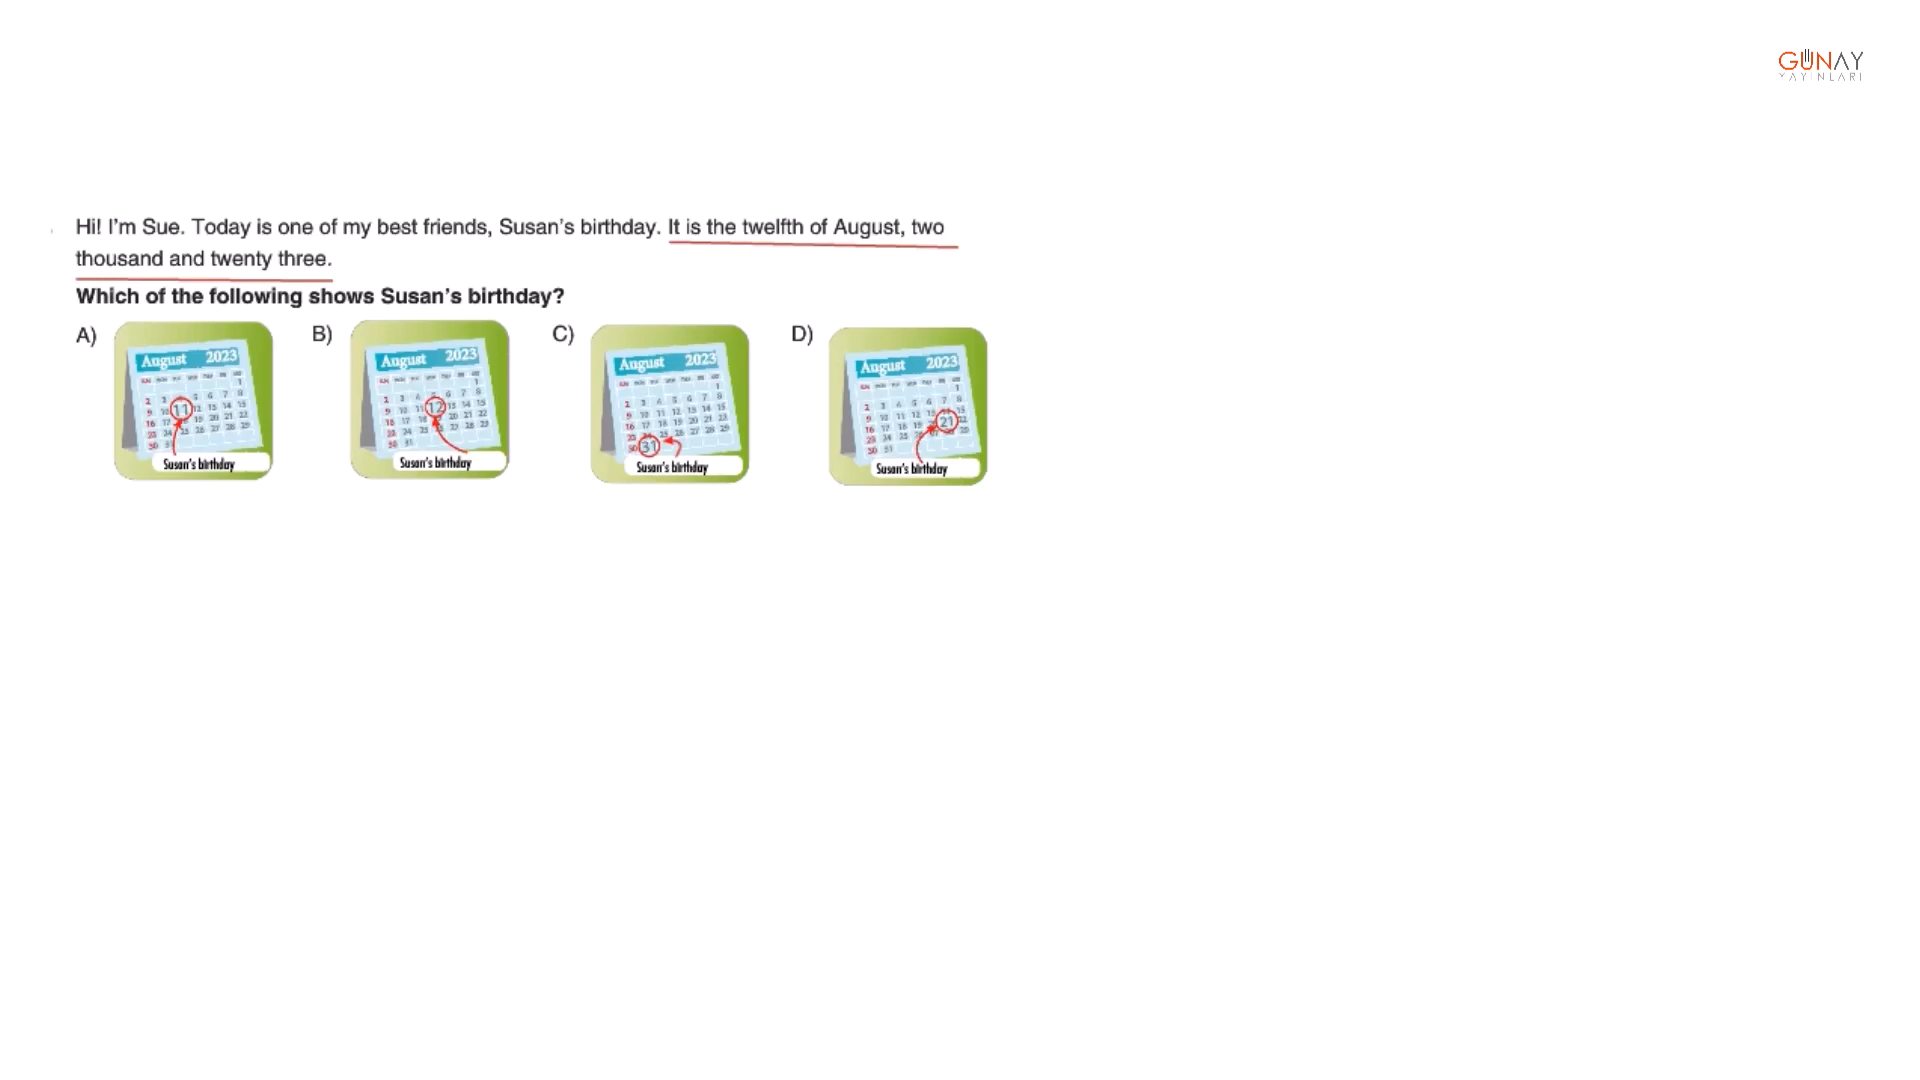 GÜNAY
YAYINLARI
Hi! I'm Sue. Today is one of my best friends, Susan's birthday. It is the twelfth of August, two
thousand and twenty three.
Which of the following shows Susan's birthday?
A)
August 2023
11
Susan's birthday
B)
August 2023
12
Susan's birthday
C)
August 2023
31
Susan's birthday
D)
August 2023
21
Susan's birthday